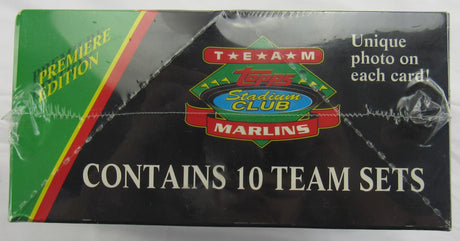 PREMIERE
EDITION
T★E★A★M
Topps
Stadium
CLUB
MARLINS
Unique
photo on
each card!
CONTAINS 10 TEAM SETS